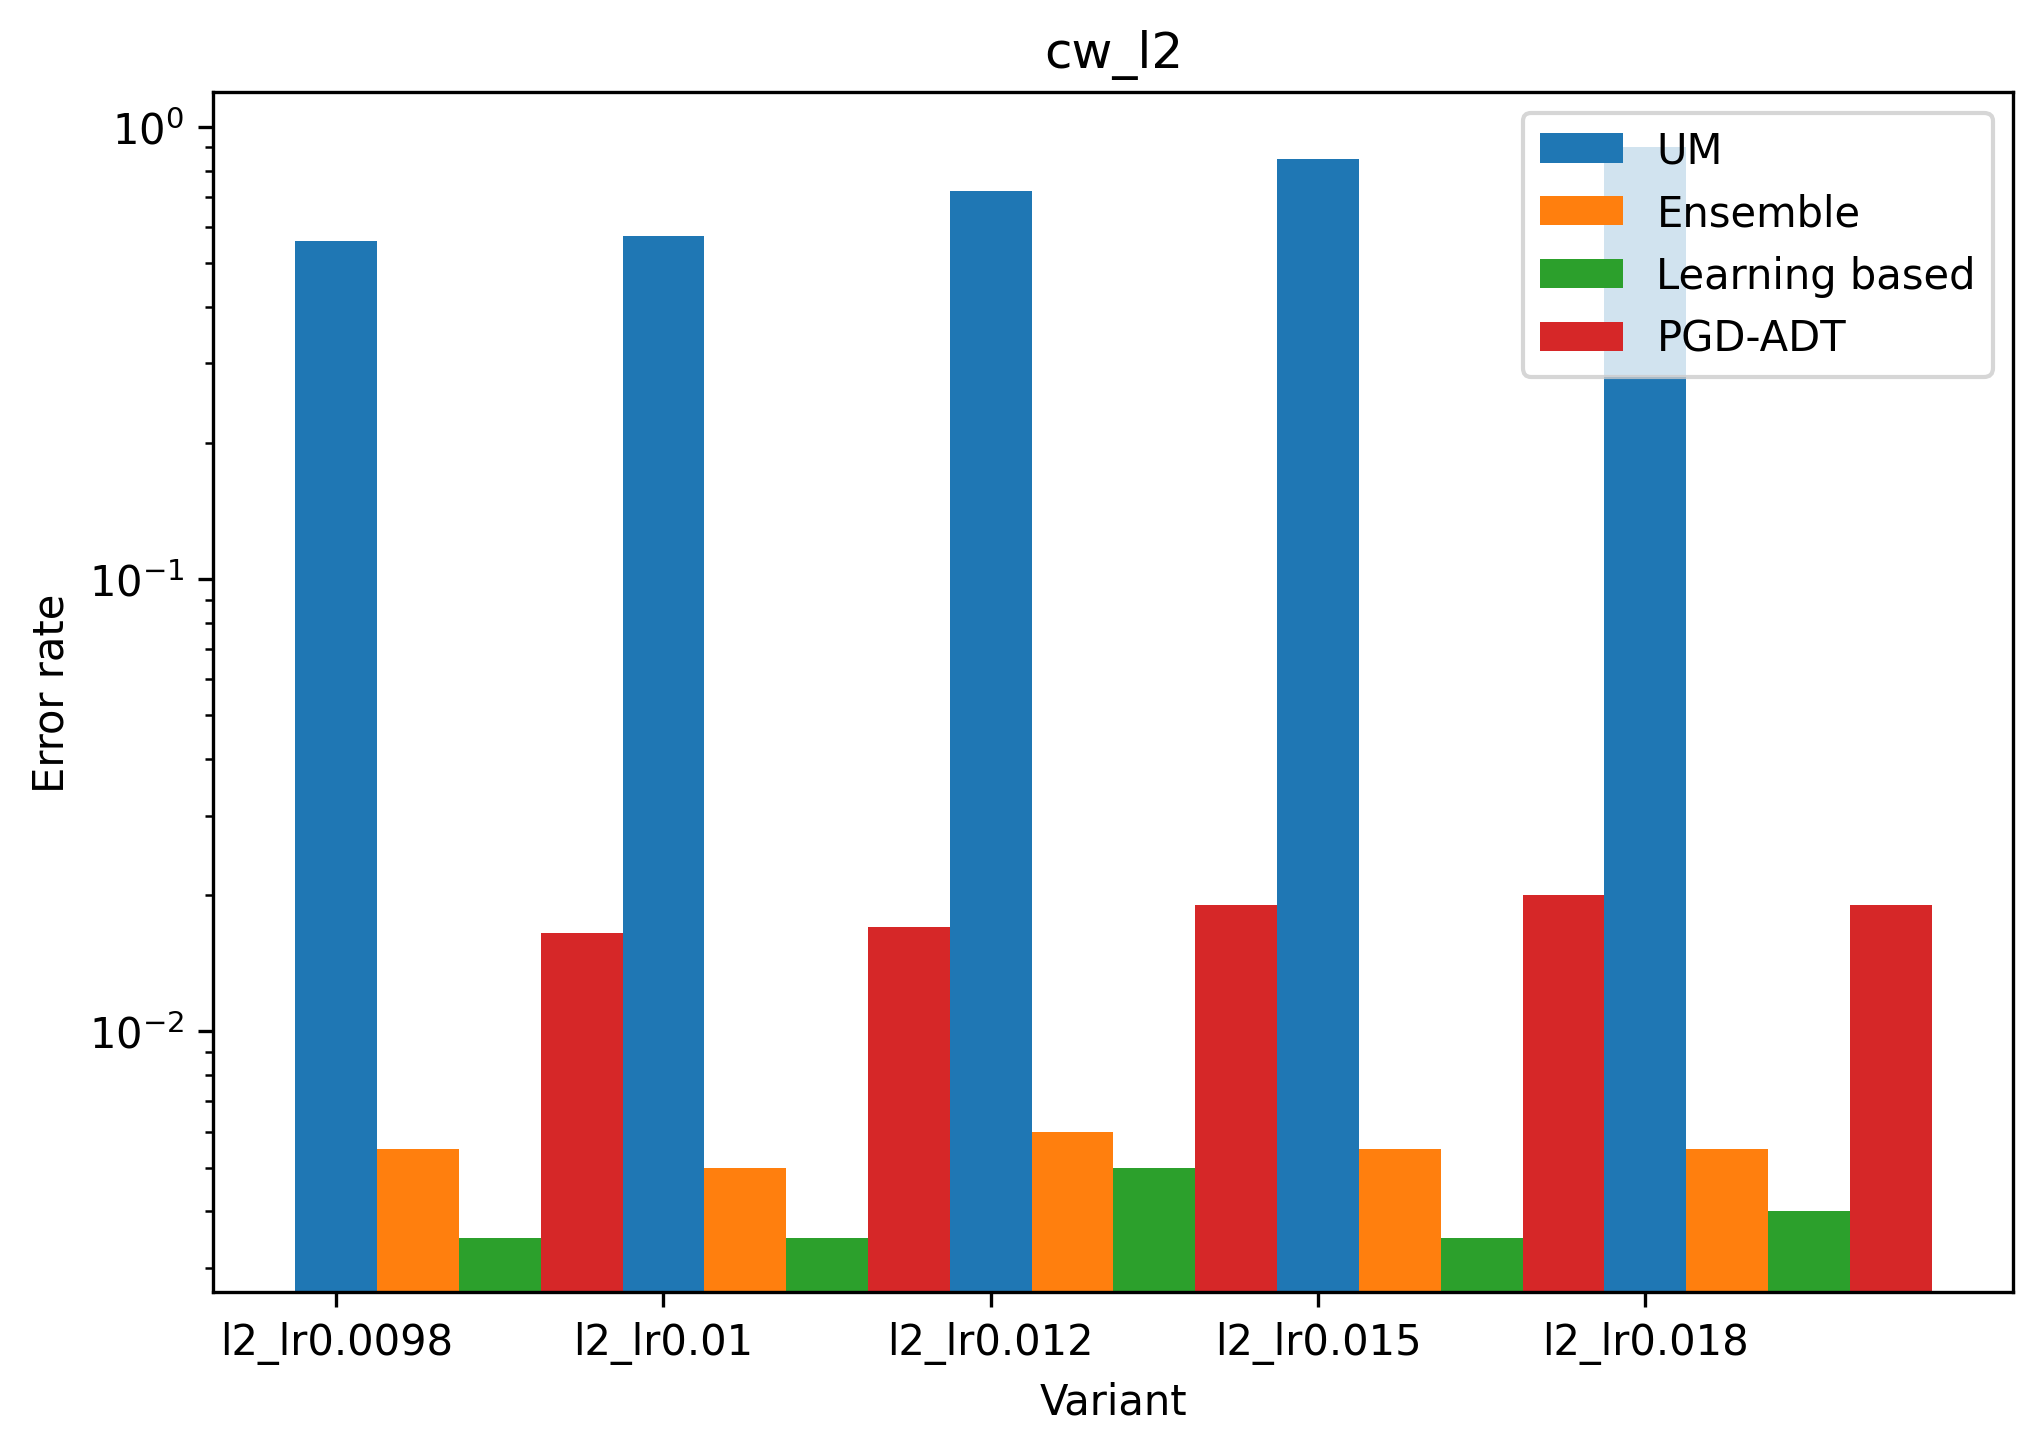 cw_l2
10⁰
10⁻¹
10⁻²
Error rate
UM
Ensemble
Learning based
PGD-ADT
l2_lr0.0098
l2_lr0.01
l2_lr0.012
l2_lr0.015
l2_lr0.018
Variant